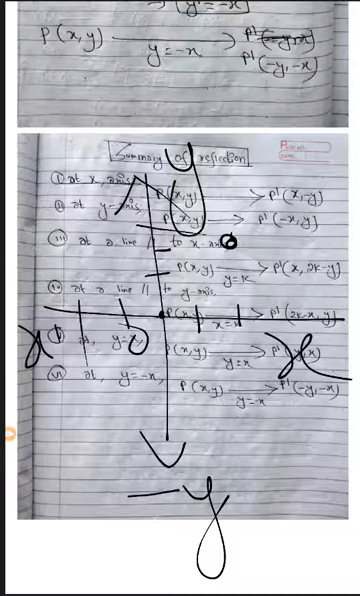 y' = -x
P(x,y) → P'(-y,x)
y = -x P'(-y,-x)
Summary of reflection
(i) at x, axis P(x,y) → P'(x,-y)
(ii) at y-axis P(x,y) → P'(-x,y)
(iii) at a line // to x-axis
P(x,y) → P'(x, 2k-y)
y=k
(iv) at a line // to y-axis,
P(x,y) → P'(2k-x, y)
x=k
at, y=x, P(x,y) → P'(y,x)
y=x
(vi) at, y=-x, P(x,y) → P'(-y,-x)
y=x
y
x
x
-y